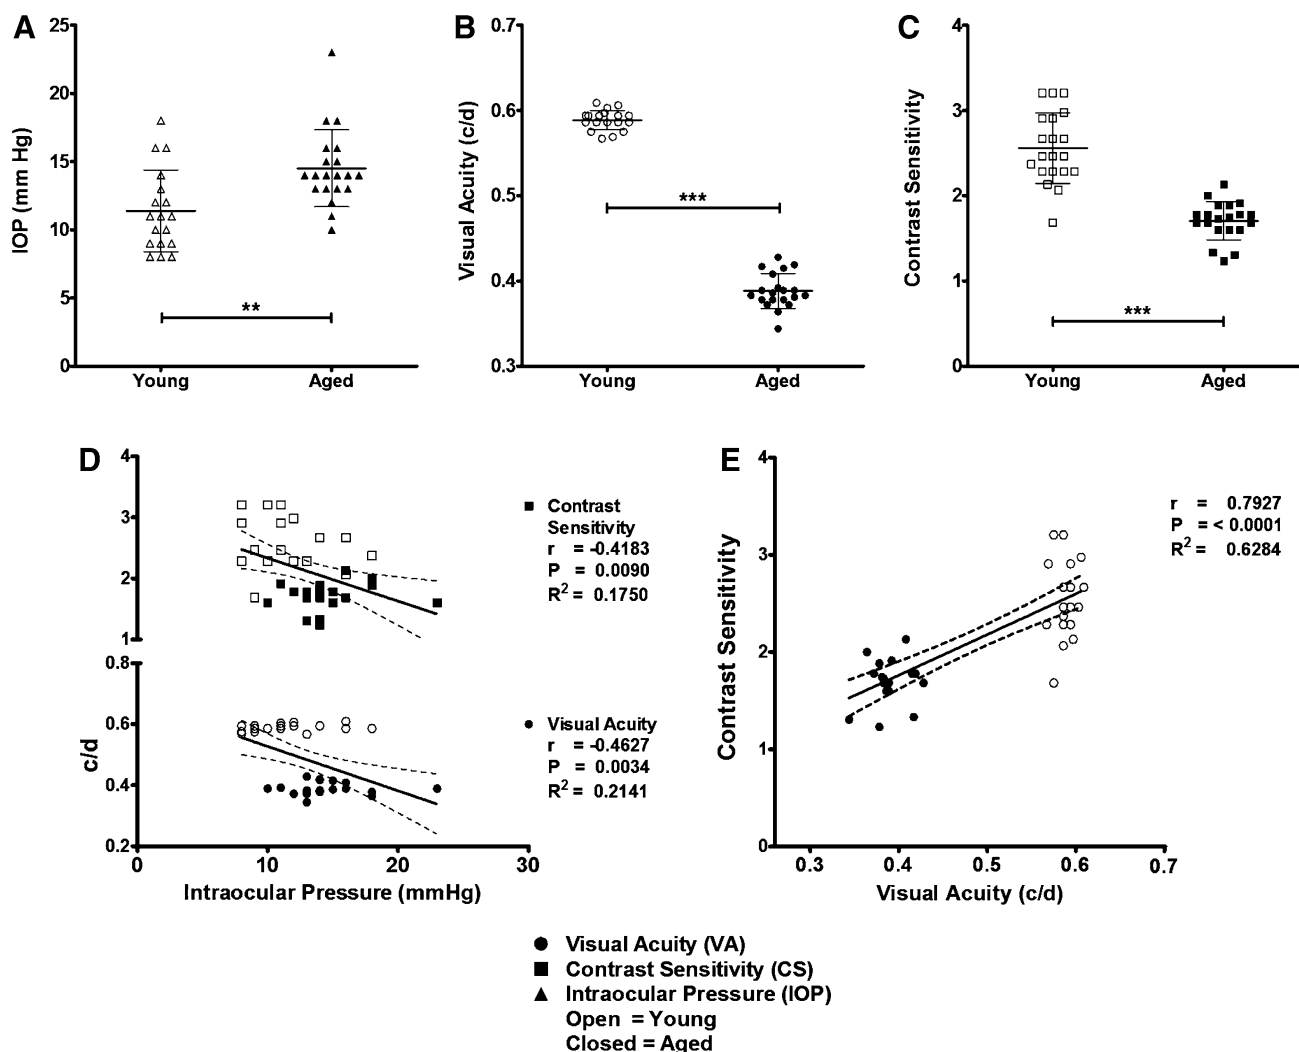 A
25
20
15
10
5
0
IOP (mm Hg)
**
Young
Aged
B
0.7
0.6
0.5
0.4
0.3
Visual Acuity (c/d)
***
Young
Aged
C
4
3
2
1
0
Contrast Sensitivity
***
Young
Aged
D
4
3
2
1
0.8
0.6
0.4
0.2
c/d
0
10
20
30
Intraocular Pressure (mmHg)
Contrast
Sensitivity
r = -0.4183
P = 0.0090
R2 = 0.1750
Visual Acuity
r = -0.4627
P = 0.0034
R2 = 0.2141
E
4
3
2
1
0
Contrast Sensitivity
0.3
0.4
0.5
0.6
0.7
Visual Acuity (c/d)
r = 0.7927
P = < 0.0001
R2 = 0.6284
Visual Acuity (VA)
Contrast Sensitivity (CS)
Intraocular Pressure (IOP)
Open = Young
Closed = Aged